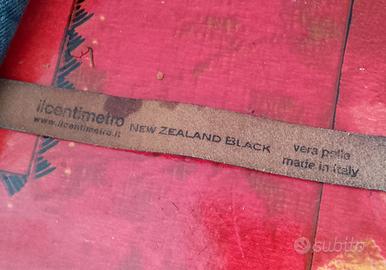 ilcentimetro
www.ilcentimetro.it
NEW ZEALAND BLACK
vera pelle
made in Italy
subito